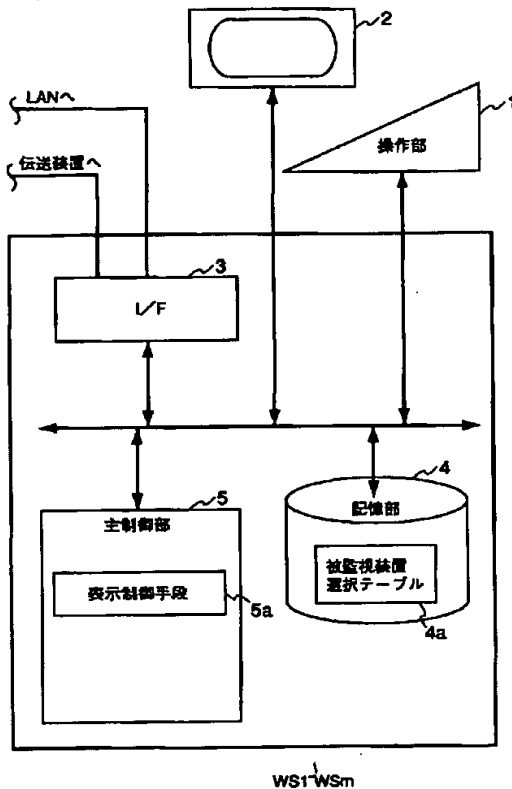 2
LANへ
1
操作部
伝送装置へ
3
I/F
4
5
記憶部
主制御部
被監視装置
選択テーブル
表示制御手段
5a
4a
WS1~WSm